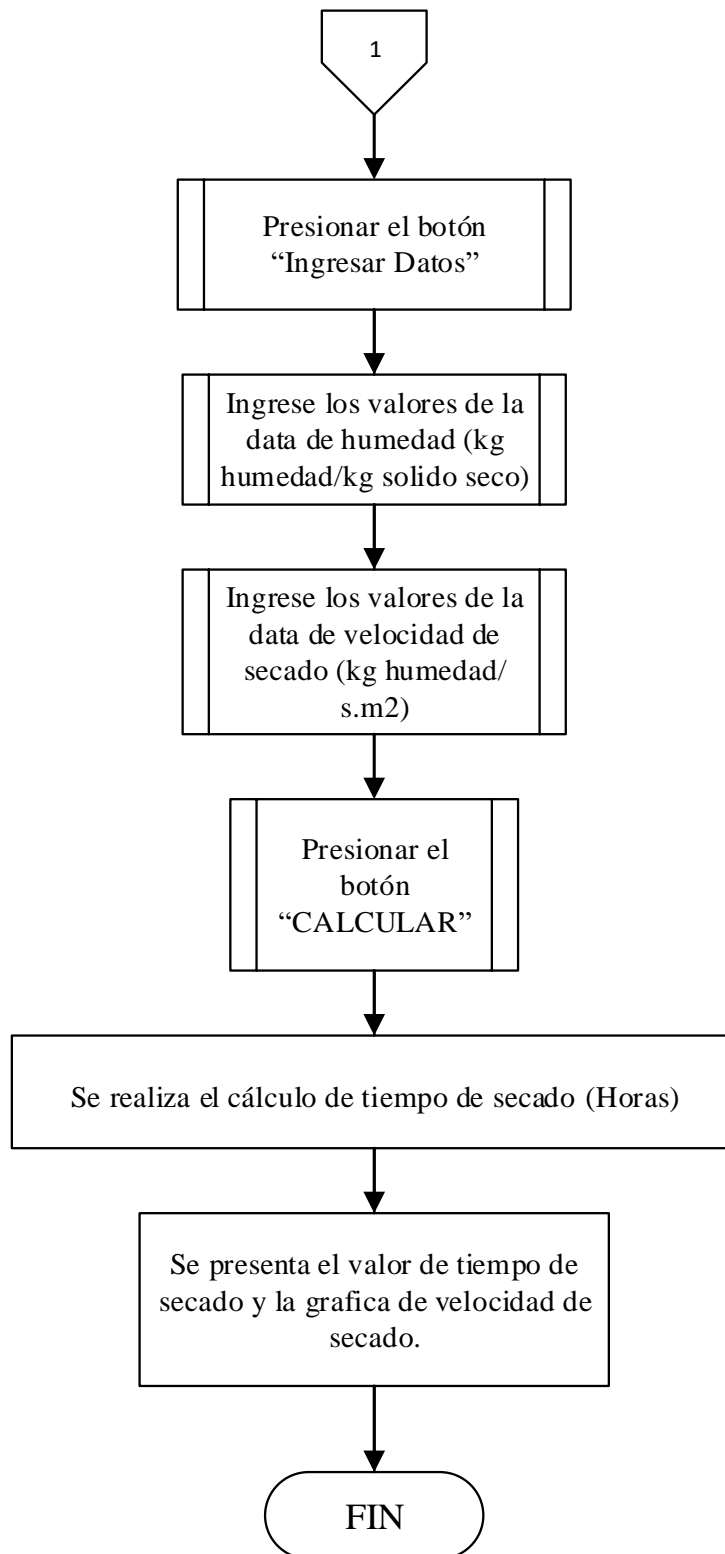 1
Presionar el botón
“Ingresar Datos”
Ingrese los valores de la
data de humedad (kg
humedad/kg solido seco)
Ingrese los valores de la
data de velocidad de
secado (kg humedad/
s.m2)
Presionar el
botón
“CALCULAR”
Se realiza el cálculo de tiempo de secado (Horas)
Se presenta el valor de tiempo de
secado y la grafica de velocidad de
secado.
FIN